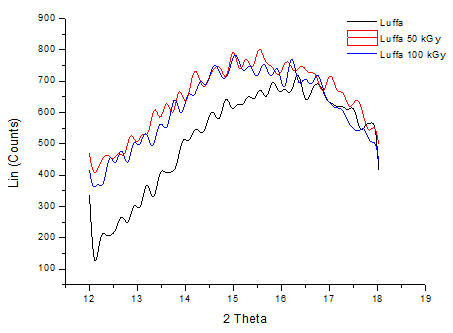 900
800
700
600
500
400
300
200
100
Lin (Counts)
12 13 14 15 16 17 18 19
2 Theta
Luffa
Luffa 50 kGy
Luffa 100 kGy